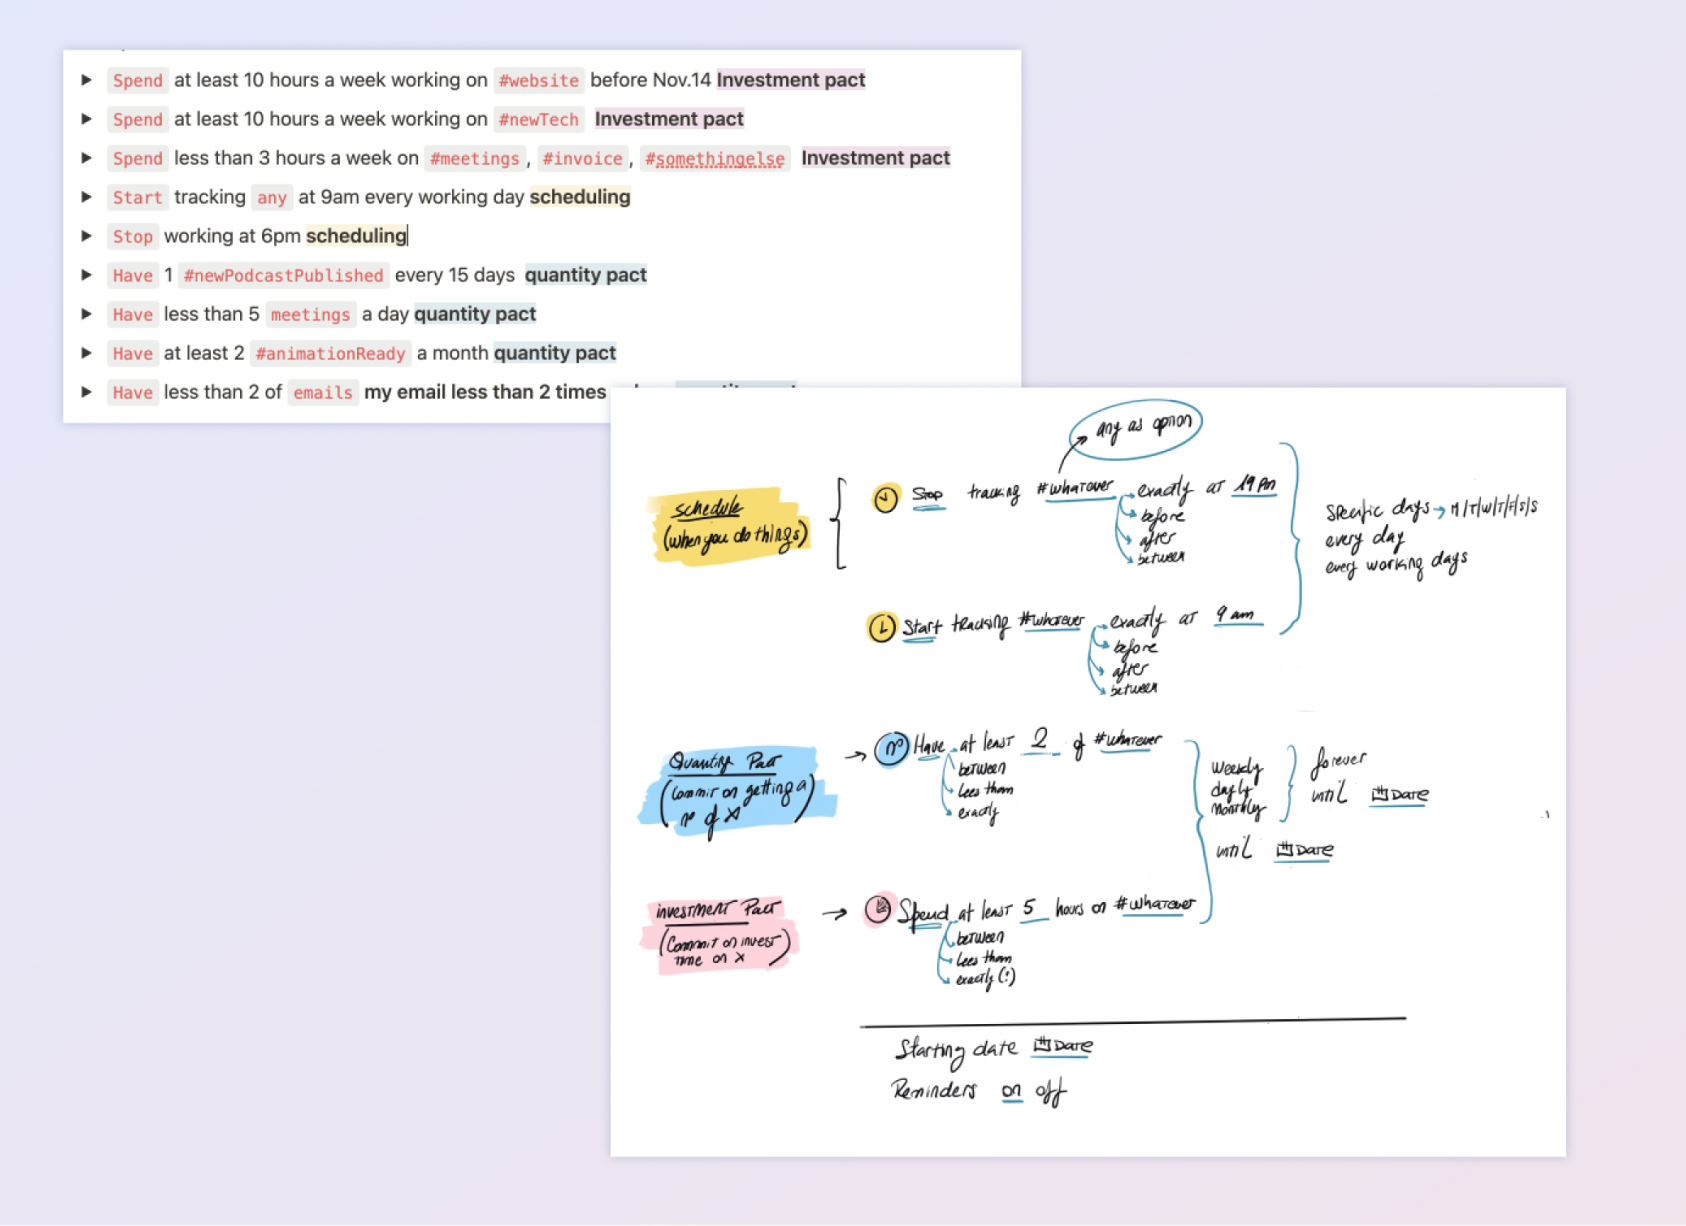 Spend at least 10 hours a week working on #website before Nov.14 Investment pact
Spend at least 10 hours a week working on #newTech Investment pact
Spend less than 3 hours a week on #meetings, #invoice, #somethingelse Investment pact
Start tracking any at 9am every working day scheduling
Stop working at 6pm scheduling
Have 1 #newPodcastPublished every 15 days quantity pact
Have less than 5 meetings a day quantity pact
Have at least 2 #animationReady a month quantity pact
Have less than 2 of emails my email less than 2 times
any as option
schedule
(when you do things)
Stop tracking #whatever exactly at 19 pm
before
after
between
Specific days → M/T/W/T/F/S/S
every day
every working days
Start tracking #whatever exactly at 9 am
before
after
between
Quantity Pact
(commit on getting a
nº of X)
→ nº Have at least 2 of #whatever
between
lees than
exactly
weekly
dayly
monthly
forever
until Date
until Date
investment Pact
(Commit on invest
time on X)
→ Spend at least 5 hours on #whatever
between
lees than
exactly (!)
Starting date Date
Reminders on off